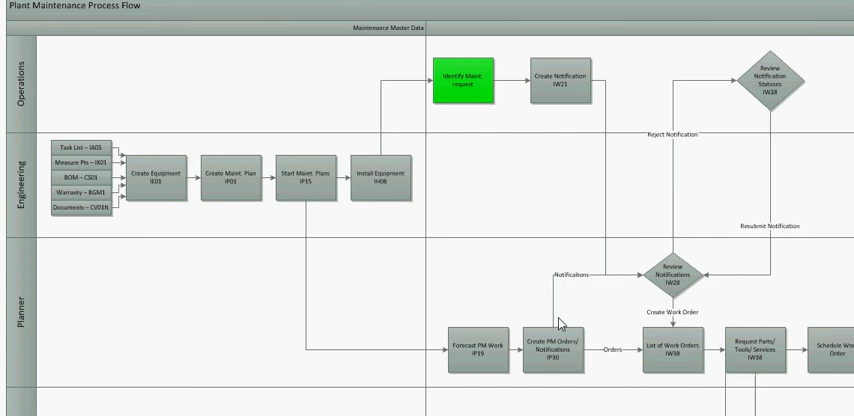 Plant Maintenance Process Flow
Maintenance Master Data
Operations
Identify Maint.
request
Create Notification
IW21
Review
Notification
Statuses
IW28
Reject Notification
Engineering
Task List – IA05
Measure Pts – IK01
BOM – CS01
Warranty – BGM1
Documents – CV01N
Create Equipment
IE01
Create Maint. Plan
IP01
Start Maint. Plans
IP15
Install Equipment
IH08
Resubmit Notification
Planner
Notificaitons
Review
Notifications
IW28
Create Work Order
Forecast PM Work
IP19
Create PM Orders/
Notifications
IP30
Orders
List of Work Orders
IW38
Request Parts/
Tools/ Services
IW38
Schedule Wo
Order